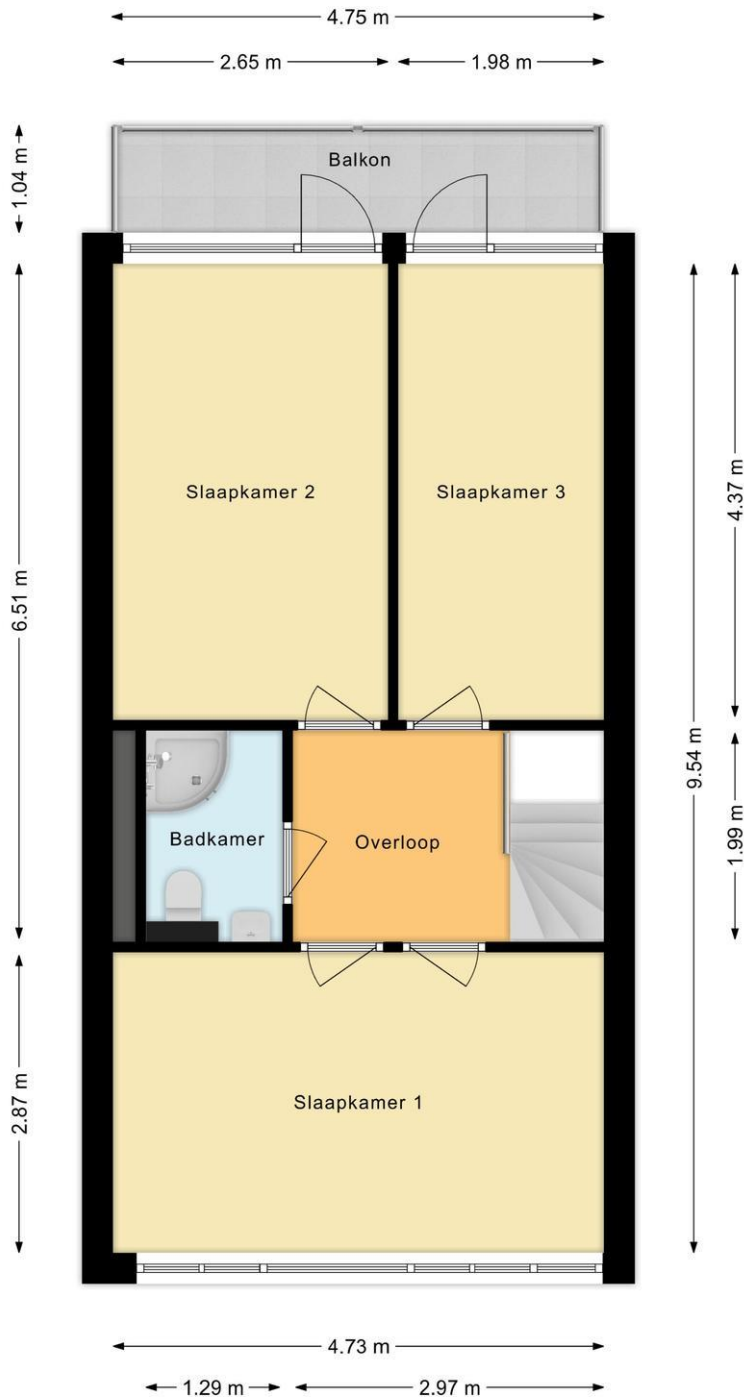 4.75 m
2.65 m
1.98 m
1.04 m
Balkon
Slaapkamer 2
Slaapkamer 3
4.37 m
6.51 m
9.54 m
Badkamer
Overloop
1.99 m
2.87 m
Slaapkamer 1
4.73 m
1.29 m
2.97 m